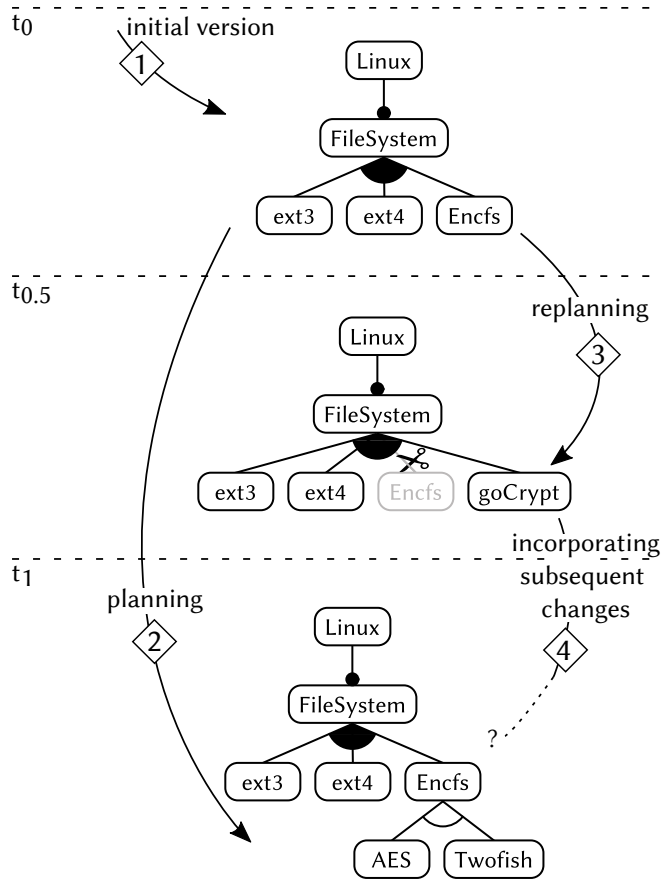 t0
initial version
1
Linux
FileSystem
ext3 ext4 Encfs
t0.5
replanning
3
Linux
FileSystem
ext3 ext4 Encfs goCrypt
incorporating
t1
subsequent
changes
planning
2
4
Linux
FileSystem
?
ext3 ext4 Encfs
AES Twofish